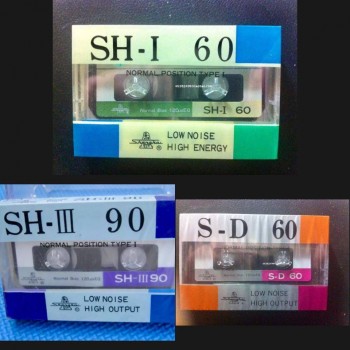 SH-I 60
NORMAL POSITION TYPE I
SH-I 60
LOW NOISE
HIGH ENERGY
SH-III 90
NORMAL POSITION TYPE I
SH-III 90
LOW NOISE
HIGH OUTPUT
S-D 60
S-D 60
LOW NOISE
HIGH OUTPUT